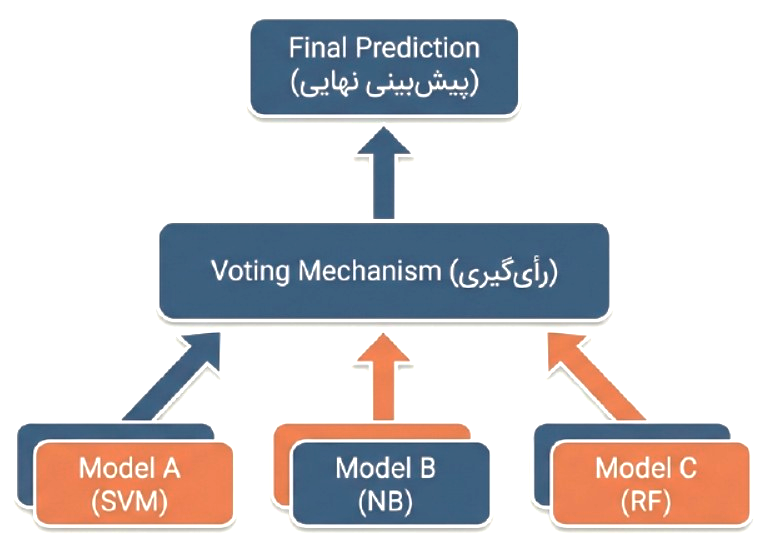 Final Prediction
(پیش‌بینی نهایی)
Voting Mechanism (رأی‌گیری)
Model A
(SVM)
Model B
(NB)
Model C
(RF)